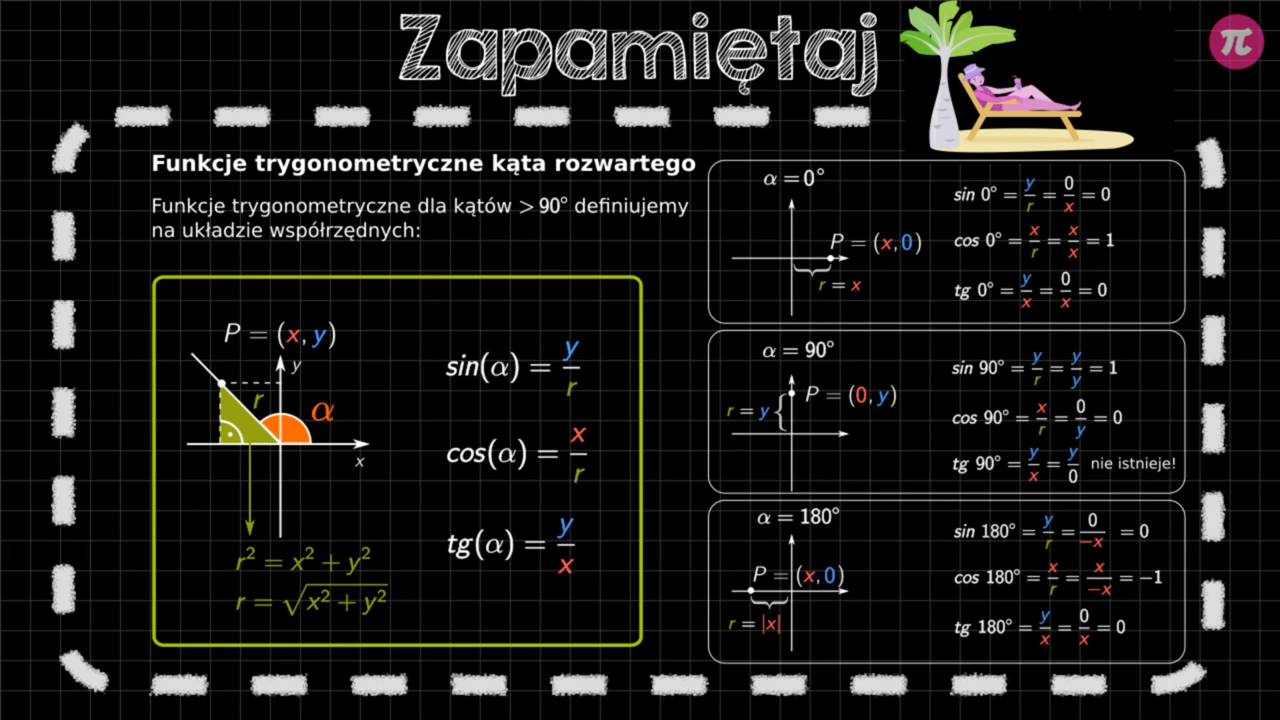 Zapamiętaj
π
Funkcje trygonometryczne kąta rozwartego
Funkcje trygonometryczne dla kątów > 90° definiujemy
na układzie współrzędnych:
P = (x, y)
y
r
α
x
r² = x² + y²
r = √(x² + y²)
sin(α) = y/r
cos(α) = x/r
tg(α) = y/x
α = 0°
P = (x, 0)
r = x
sin 0° = y/r = 0/x = 0
cos 0° = x/r = x/x = 1
tg 0° = y/x = 0/x = 0
α = 90°
P = (0, y)
r = y
sin 90° = y/r = y/y = 1
cos 90° = x/r = 0/y = 0
tg 90° = y/x = y/0 nie istnieje!
α = 180°
P = (x, 0)
r = |x|
sin 180° = y/r = 0/−x = 0
cos 180° = x/r = x/−x = −1
tg 180° = y/x = 0/x = 0